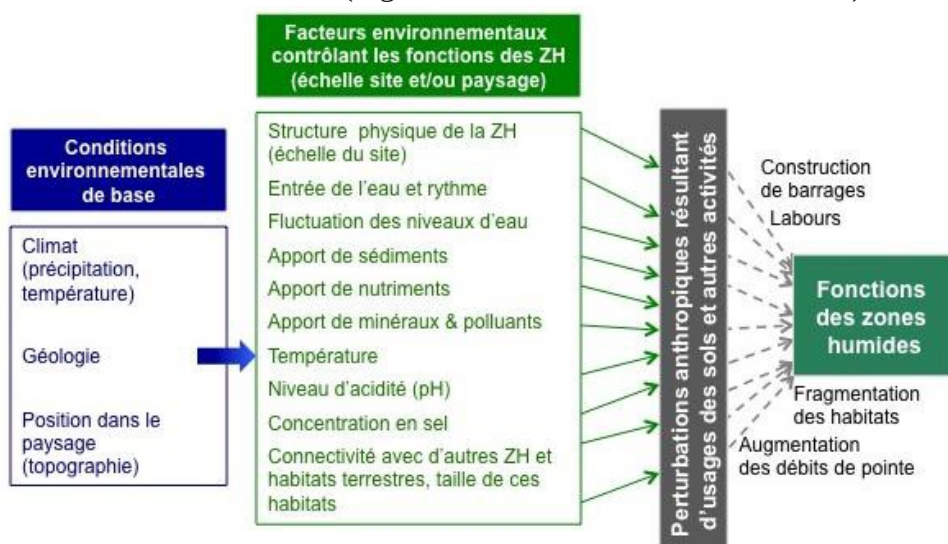 Facteurs environnementaux
contrôlant les fonctions des ZH
(échelle site et/ou paysage)
Conditions
environnementales
de base
Climat
(précipitation,
température)
Géologie
Position dans le
paysage
(topographie)
Structure physique de la ZH
(échelle du site)
Entrée de l'eau et rythme
Fluctuation des niveaux d'eau
Apport de sédiments
Apport de nutriments
Apport de minéraux & polluants
Température
Niveau d'acidité (pH)
Concentration en sel
Connectivité avec d'autres ZH et
habitats terrestres, taille de ces
habitats
Perturbations anthropiques résultant
d'usages des sols et autres activités
Construction
de barrages
Labours
Fonctions
des zones
humides
Fragmentation
des habitats
Augmentation
des débits de pointe